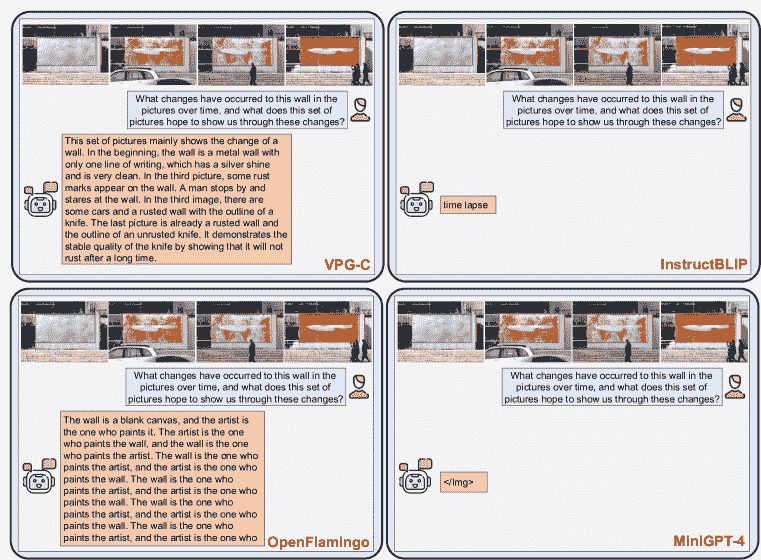 What changes have occurred to this wall in the
pictures over time, and what does this set of
pictures hope to show us through these changes?
This set of pictures mainly shows the change of a
wall. In the beginning, the wall is a metal wall with
only one line of writing, which has a silver shine
and is very clean. In the third picture, some rust
marks appear on the wall. A man stops by and
stares at the wall. In the third image, there are
some cars and a rusted wall with the outline of a
knife. The last picture is already a rusted wall and
the outline of an unrusted knife. It demonstrates the
stable quality of the knife by showing that it will not
rust after a long time.
VPG-C
What changes have occurred to this wall in the
pictures over time, and what does this set of
pictures hope to show us through these changes?
time lapse
InstructBLIP
What changes have occurred to this wall in the
pictures over time, and what does this set of
pictures hope to show us through these changes?
The wall is a blank canvas, and the artist is
the one who paints it. The artist is the one
who paints the wall, and the wall is the one
who paints the artist. The wall is the one who
paints the artist, and the artist is the one who
paints the wall. The wall is the one who
paints the artist, and the artist is the one who
paints the wall. The wall is the one who
paints the artist, and the artist is the one who
paints the wall. The wall is the one who
paints the artist, and the artist is the one who
OpenFlamingo
What changes have occurred to this wall in the
pictures over time, and what does this set of
pictures hope to show us through these changes?
</Img>
MiniGPT-4